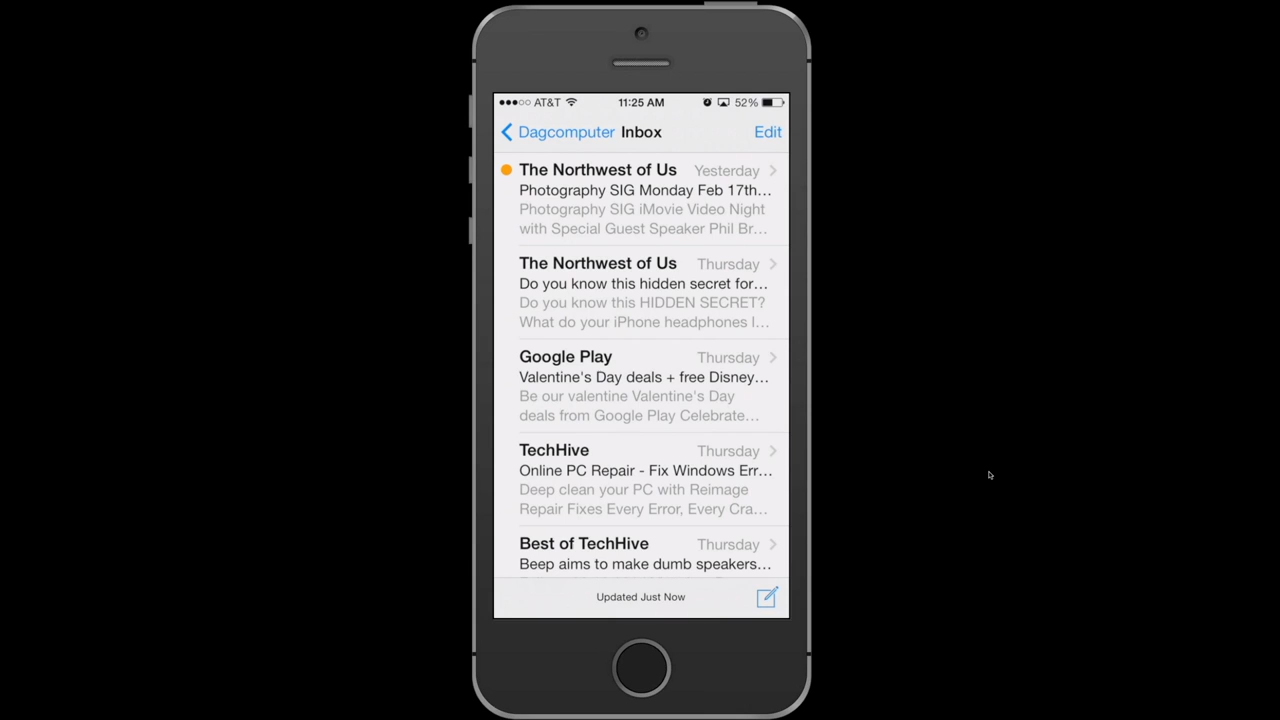 AT&T 11:25 AM 52%
Dagcomputer Inbox Edit
The Northwest of Us Yesterday
Photography SIG Monday Feb 17th…
Photography SIG iMovie Video Night
with Special Guest Speaker Phil Br…
The Northwest of Us Thursday
Do you know this hidden secret for…
Do you know this HIDDEN SECRET?
What do your iPhone headphones l…
Google Play Thursday
Valentine's Day deals + free Disney…
Be our valentine Valentine's Day
deals from Google Play Celebrate…
TechHive Thursday
Online PC Repair - Fix Windows Err…
Deep clean your PC with Reimage
Repair Fixes Every Error, Every Cra…
Best of TechHive Thursday
Beep aims to make dumb speakers…
Updated Just Now